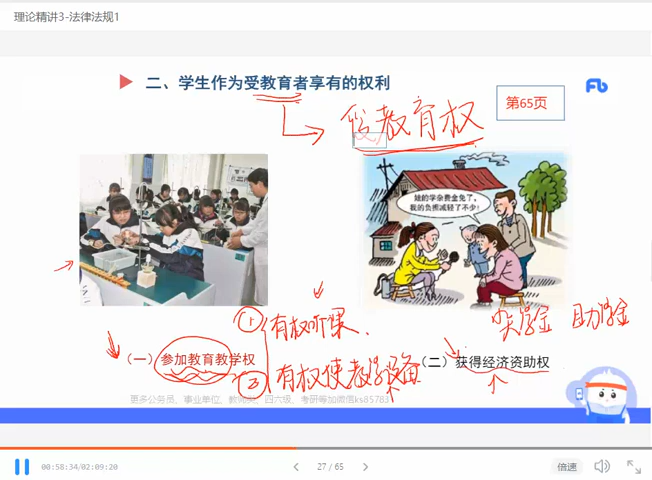 理论精讲3-法律法规1
二、学生作为受教育者享有的权利
第65页
受教育权
她的学杂费全免了，
我的负担减轻了不少！
① 有权听课、
奖学金 助学金
（一）参加教育教学权
② 有权使教学设备
（二）获得经济资助权
更多公务员、事业单位、教师类、四六级、考研等加微信ks85783
00:58:34/02:09:20
27 / 65
倍速